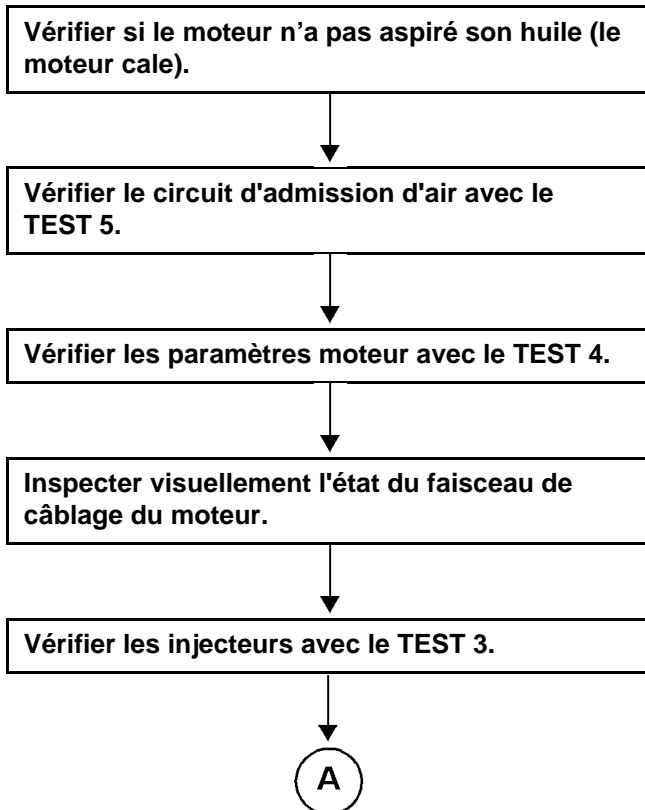 Vérifier si le moteur n’a pas aspiré son huile (le
moteur cale).
Vérifier le circuit d'admission d'air avec le
TEST 5.
Vérifier les paramètres moteur avec le TEST 4.
Inspecter visuellement l'état du faisceau de
câblage du moteur.
Vérifier les injecteurs avec le TEST 3.
A